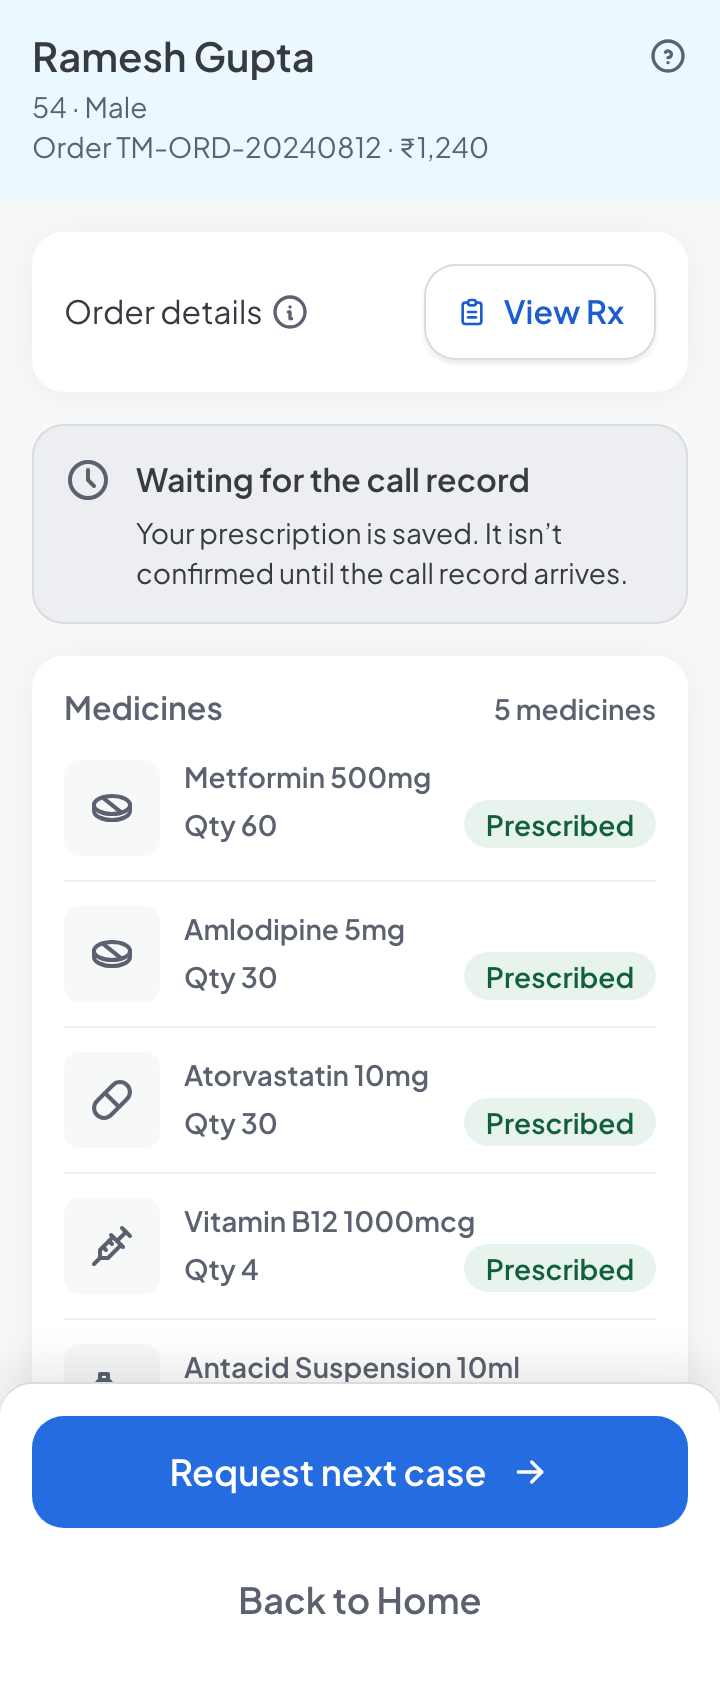 Ramesh Gupta
54 · Male
Order TM-ORD-20240812 · ₹1,240
Order details
View Rx
Waiting for the call record
Your prescription is saved. It isn’t
confirmed until the call record arrives.
Medicines
5 medicines
Metformin 500mg
Qty 60
Prescribed
Amlodipine 5mg
Qty 30
Prescribed
Atorvastatin 10mg
Qty 30
Prescribed
Vitamin B12 1000mcg
Qty 4
Prescribed
Antacid Suspension 10ml
Request next case →
Back to Home